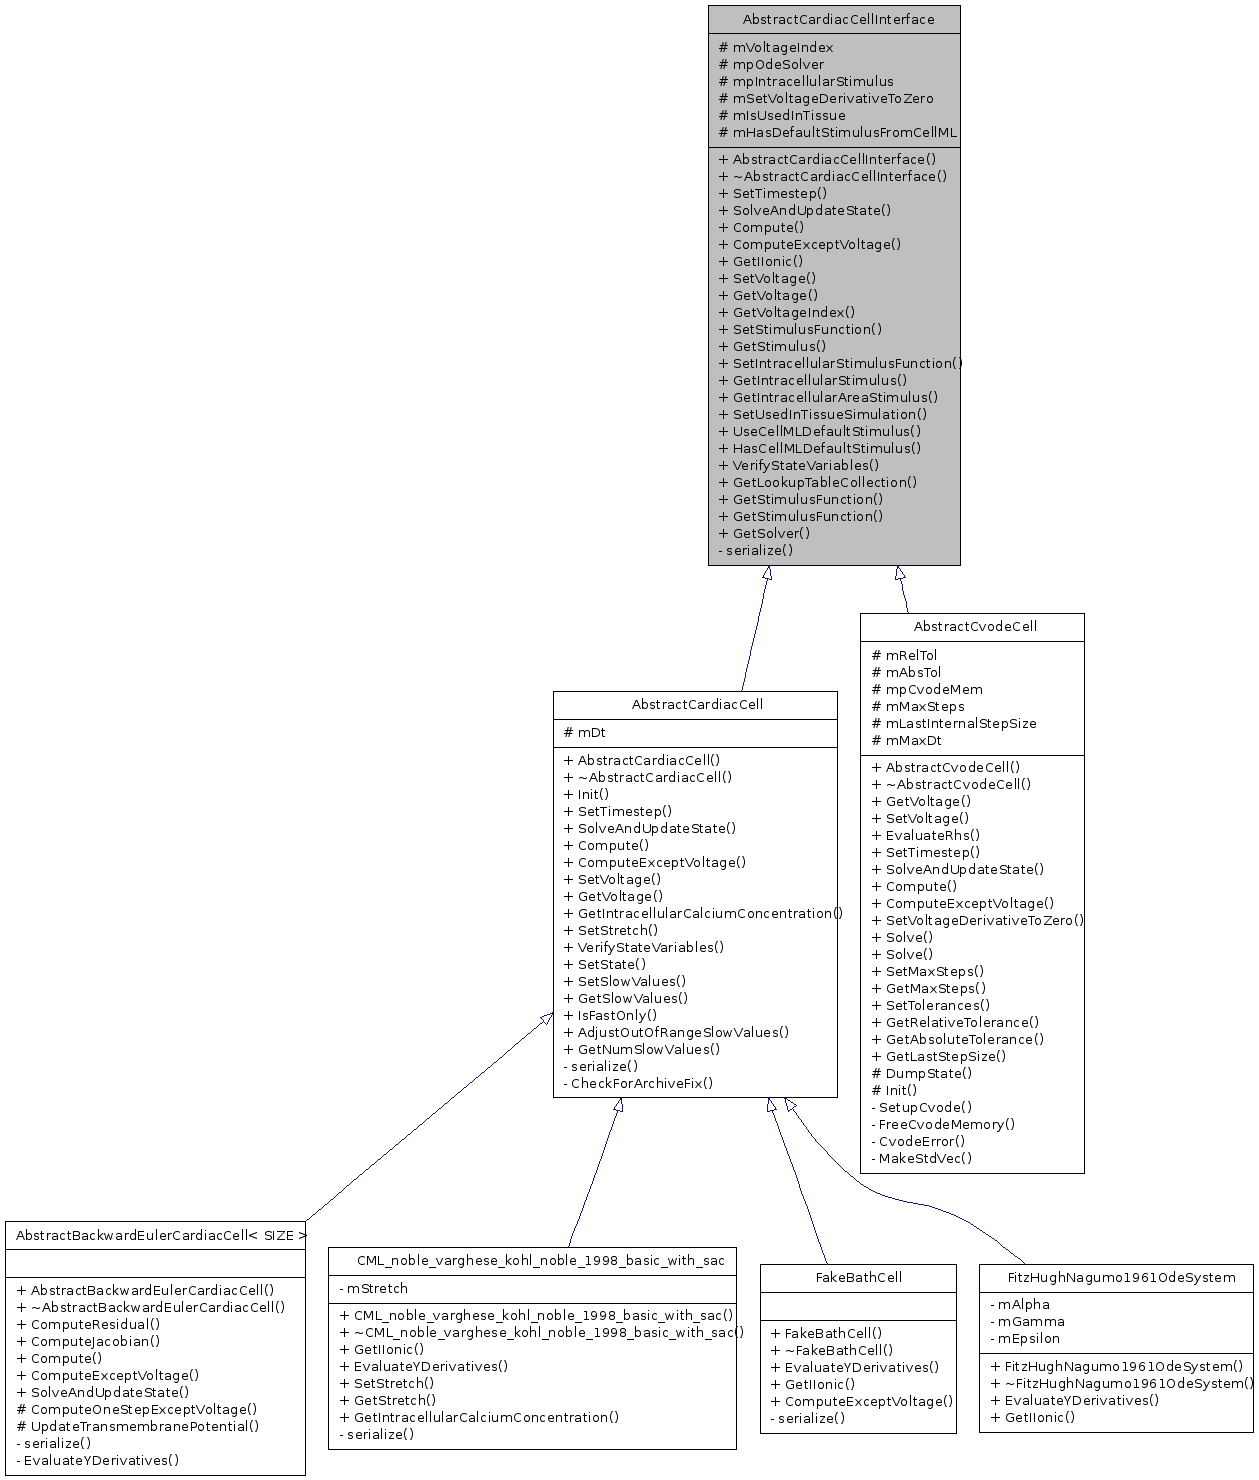 AbstractCardiacCellInterface
# mVoltageIndex
# mpOdeSolver
# mpIntracellularStimulus
# mSetVoltageDerivativeToZero
# mIsUsedInTissue
# mHasDefaultStimulusFromCellML
+ AbstractCardiacCellInterface()
+ ~AbstractCardiacCellInterface()
+ SetTimestep()
+ SolveAndUpdateState()
+ Compute()
+ ComputeExceptVoltage()
+ GetIIonic()
+ SetVoltage()
+ GetVoltage()
+ GetVoltageIndex()
+ SetStimulusFunction()
+ GetStimulus()
+ SetIntracellularStimulusFunction()
+ GetIntracellularStimulus()
+ GetIntracellularAreaStimulus()
+ SetUsedInTissueSimulation()
+ UseCellMLDefaultStimulus()
+ HasCellMLDefaultStimulus()
+ VerifyStateVariables()
+ GetLookupTableCollection()
+ GetStimulusFunction()
+ GetStimulusFunction()
+ GetSolver()
- serialize()
AbstractCvodeCell
# mRelTol
# mAbsTol
# mpCvodeMem
# mMaxSteps
# mLastInternalStepSize
# mMaxDt
+ AbstractCvodeCell()
+ ~AbstractCvodeCell()
+ GetVoltage()
+ SetVoltage()
+ EvaluateRhs()
+ SetTimestep()
+ SolveAndUpdateState()
+ Compute()
+ ComputeExceptVoltage()
+ SetVoltageDerivativeToZero()
+ Solve()
+ Solve()
+ SetMaxSteps()
+ GetMaxSteps()
+ SetTolerances()
+ GetRelativeTolerance()
+ GetAbsoluteTolerance()
+ GetLastStepSize()
# DumpState()
# Init()
- SetupCvode()
- FreeCvodeMemory()
- CvodeError()
- MakeStdVec()
AbstractCardiacCell
# mDt
+ AbstractCardiacCell()
+ ~AbstractCardiacCell()
+ Init()
+ SetTimestep()
+ SolveAndUpdateState()
+ Compute()
+ ComputeExceptVoltage()
+ SetVoltage()
+ GetVoltage()
+ GetIntracellularCalciumConcentration()
+ SetStretch()
+ VerifyStateVariables()
+ SetState()
+ SetSlowValues()
+ GetSlowValues()
+ IsFastOnly()
+ AdjustOutOfRangeSlowValues()
+ GetNumSlowValues()
- serialize()
- CheckForArchiveFix()
AbstractBackwardEulerCardiacCell< SIZE >
+ AbstractBackwardEulerCardiacCell()
+ ~AbstractBackwardEulerCardiacCell()
+ ComputeResidual()
+ ComputeJacobian()
+ Compute()
+ ComputeExceptVoltage()
+ SolveAndUpdateState()
# ComputeOneStepExceptVoltage()
# UpdateTransmembranePotential()
- serialize()
- EvaluateYDerivatives()
CML_noble_varghese_kohl_noble_1998_basic_with_sac
- mStretch
+ CML_noble_varghese_kohl_noble_1998_basic_with_sac()
+ ~CML_noble_varghese_kohl_noble_1998_basic_with_sac()
+ GetIIonic()
+ EvaluateYDerivatives()
+ SetStretch()
+ GetStretch()
+ GetIntracellularCalciumConcentration()
- serialize()
FakeBathCell
+ FakeBathCell()
+ ~FakeBathCell()
+ EvaluateYDerivatives()
+ GetIIonic()
+ ComputeExceptVoltage()
- serialize()
FitzHughNagumo1961OdeSystem
- mAlpha
- mGamma
- mEpsilon
+ FitzHughNagumo1961OdeSystem()
+ ~FitzHughNagumo1961OdeSystem()
+ EvaluateYDerivatives()
+ GetIIonic()